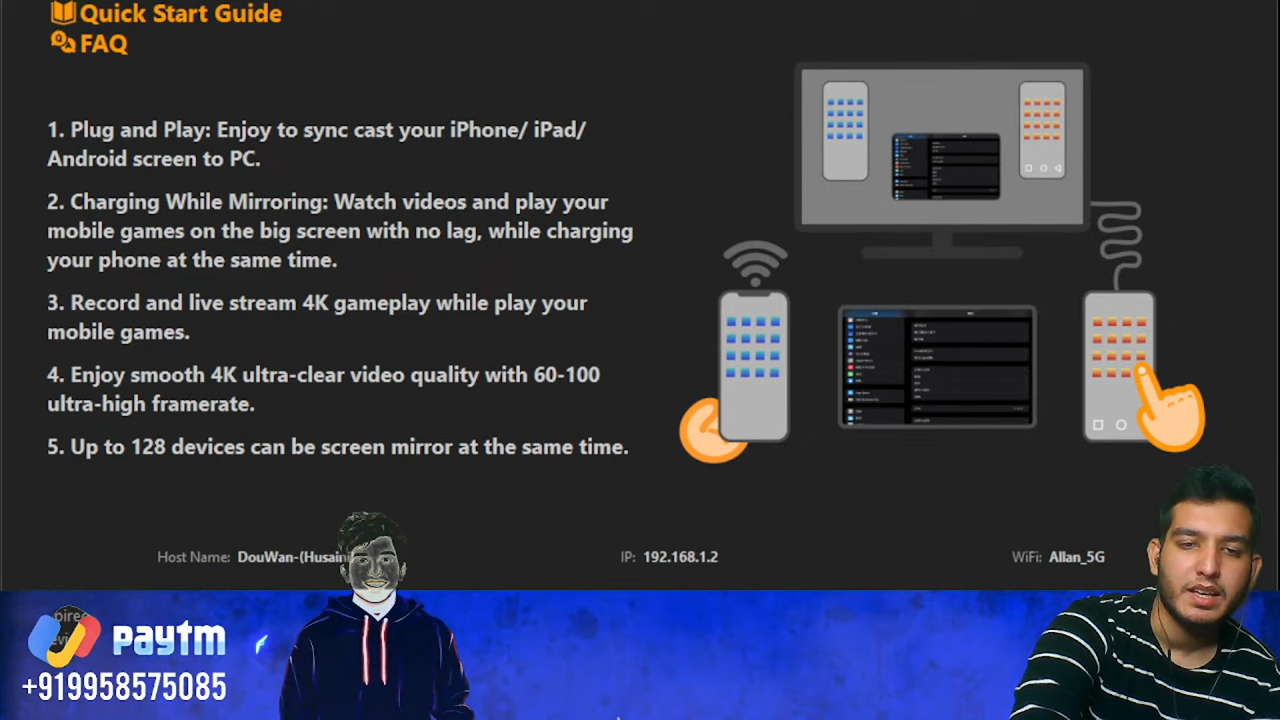 Quick Start Guide
FAQ
1. Plug and Play: Enjoy to sync cast your iPhone/ iPad/
Android screen to PC.
2. Charging While Mirroring: Watch videos and play your
mobile games on the big screen with no lag, while charging
your phone at the same time.
3. Record and live stream 4K gameplay while play your
mobile games.
4. Enjoy smooth 4K ultra-clear video quality with 60-100
ultra-high framerate.
5. Up to 128 devices can be screen mirror at the same time.
Host Name: DouWan-(Husain
IP: 192.168.1.2
WiFi: Allan_5G
paytm
+919958575085